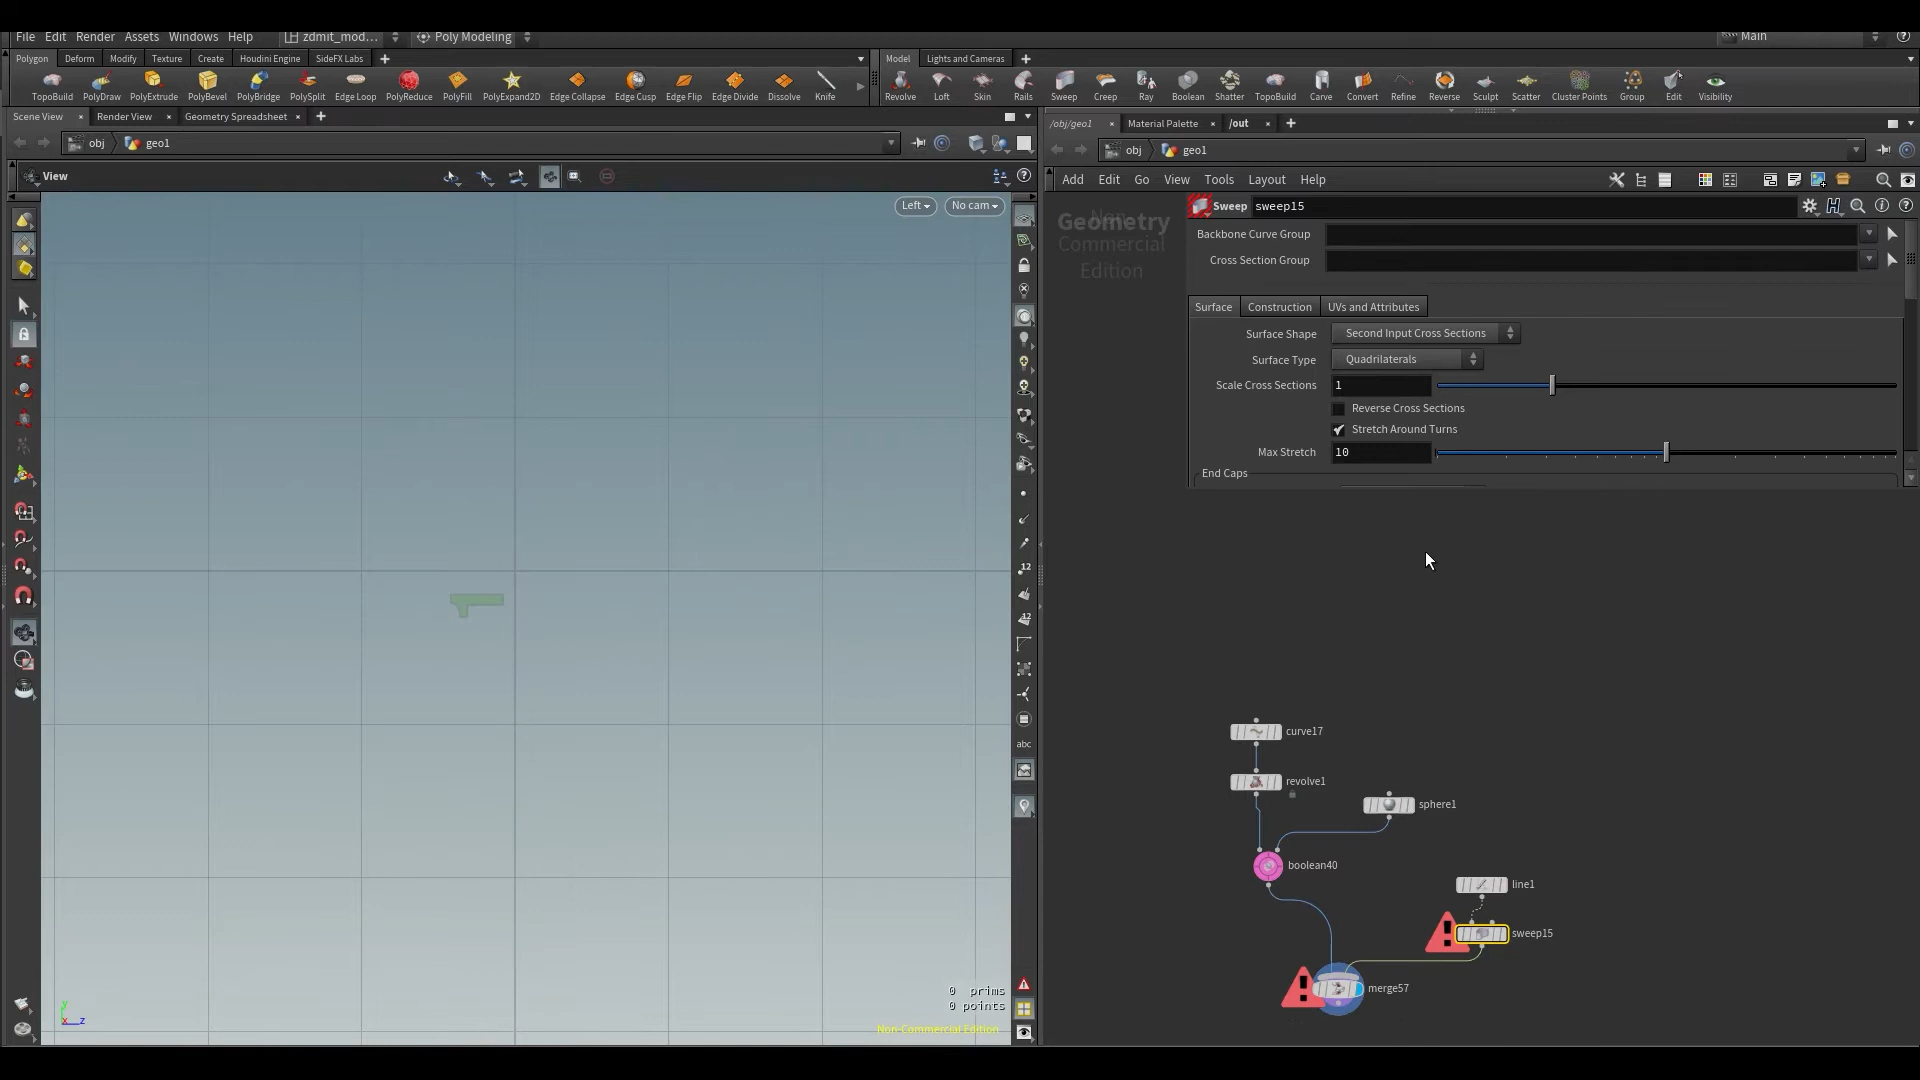 File Edit Render Assets Windows Help zdmit_mod... Poly Modeling Main
Polygon Deform Modify Texture Create Houdini Engine SideFX Labs
Model Lights and Cameras
TopoBuild PolyDraw PolyExtrude PolyBevel PolyBridge PolySplit Edge Loop PolyReduce PolyFill PolyExpand2D Edge Collapse Edge Cusp Edge Flip Edge Divide Dissolve Knife
Revolve Loft Skin Rails Sweep Creep Ray Boolean Shatter TopoBuild Carve Convert Refine Reverse Sculpt Scatter Cluster Points Group Edit Visibility
Scene View Render View Geometry Spreadsheet
/obj/geo1 Material Palette /out
obj geo1
obj geo1
View
Add Edit Go View Tools Layout Help
Left No cam
Non
Geometry
Commercial
Edition
Sweep sweep15
Backbone Curve Group
Cross Section Group
Surface Construction UVs and Attributes
Surface Shape Second Input Cross Sections
Surface Type Quadrilaterals
Scale Cross Sections 1
Reverse Cross Sections
Stretch Around Turns
Max Stretch 10
End Caps
12
12
abc
curve17
revolve1
sphere1
boolean40
line1
sweep15
merge57
0 prims
0 points
Non-Commercial Edition
y
x z